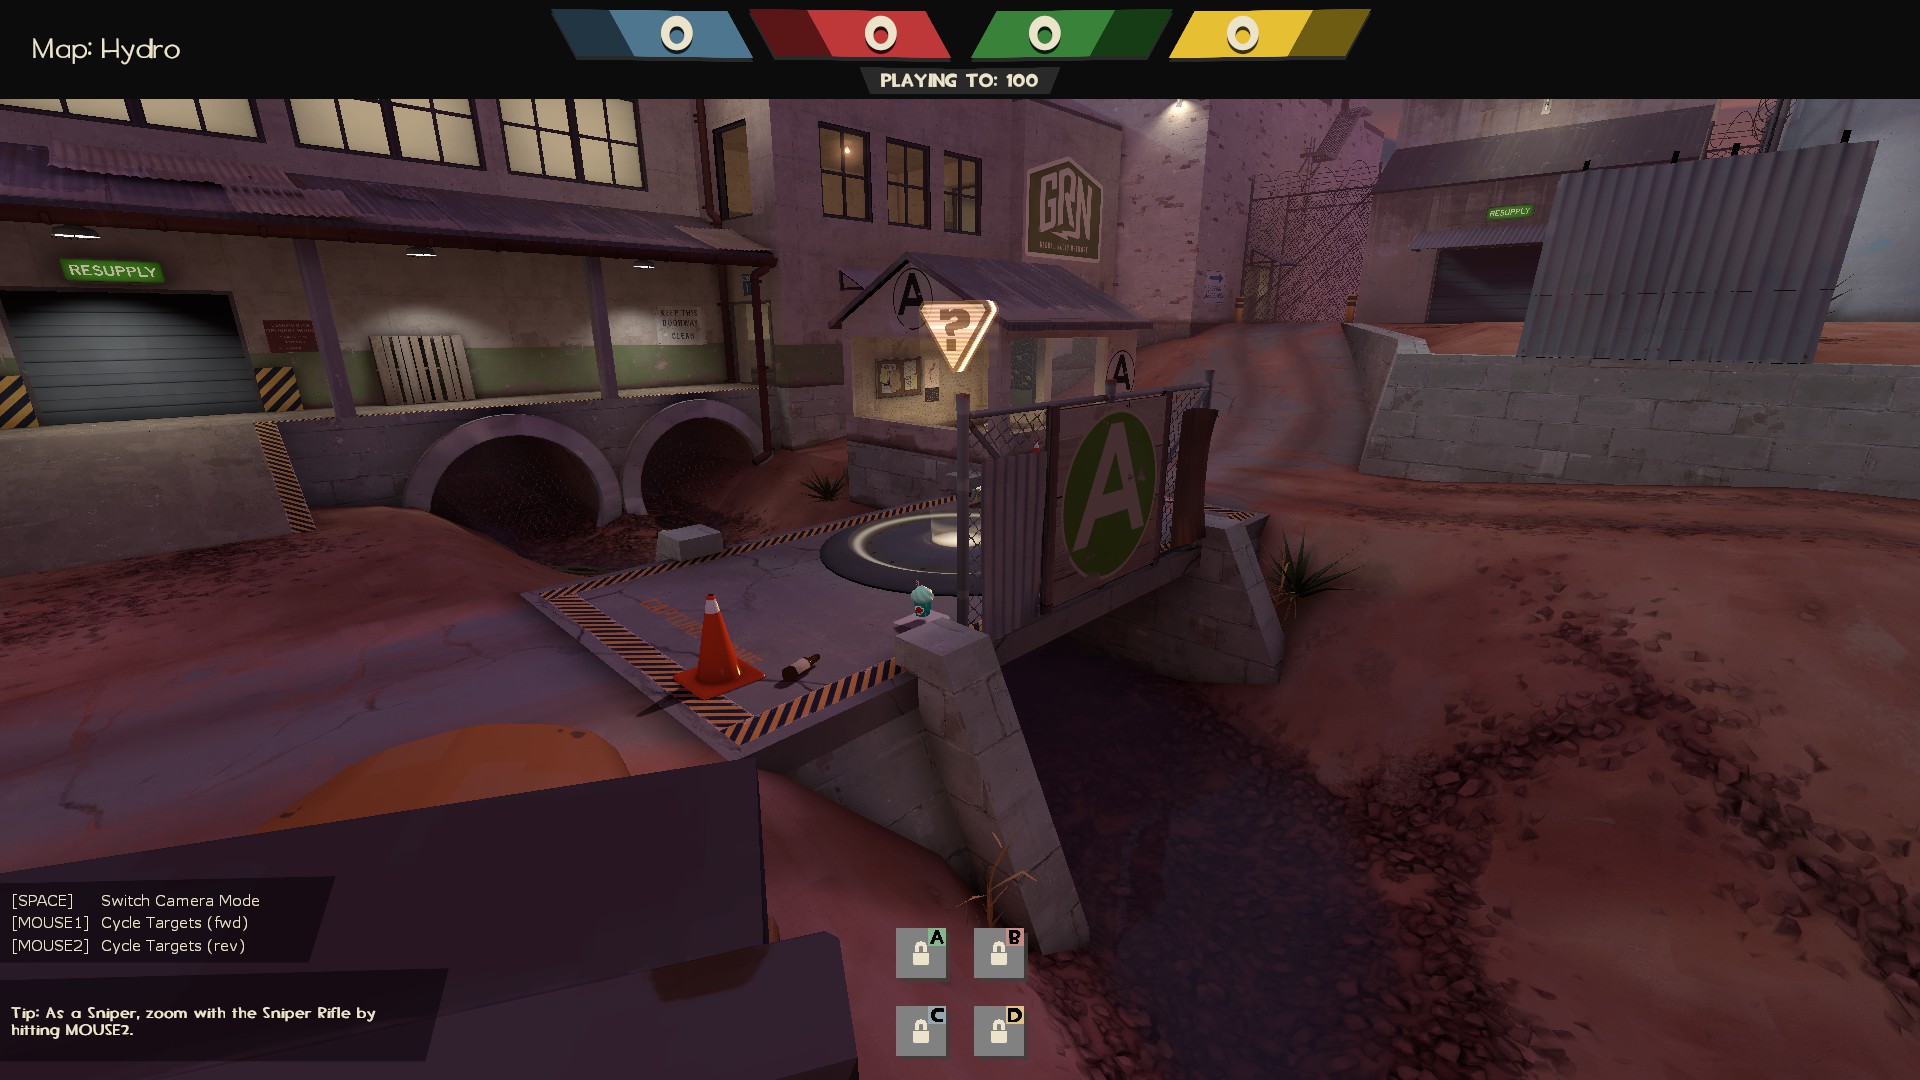 Map: Hydro
0
0
0
0
PLAYING TO: 100
RESUPPLY
KEEP THIS
DOORWAY
CLEAR
A
?
GRN
RESUPPLY
A
A
[SPACE] Switch Camera Mode
[MOUSE1] Cycle Targets (fwd)
[MOUSE2] Cycle Targets (rev)
Tip: As a Sniper, zoom with the Sniper Rifle by
hitting MOUSE2.
A
B
C
D